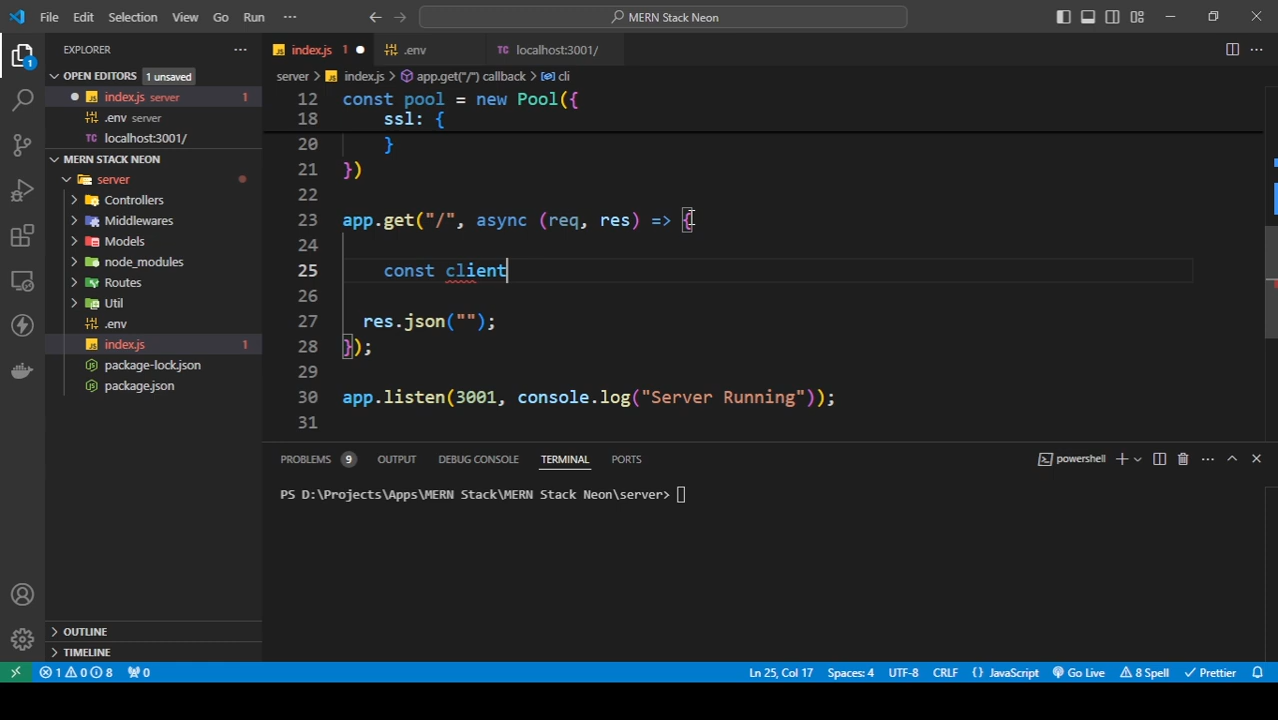 File Edit Selection View Go Run ··· MERN Stack Neon
EXPLORER ···
OPEN EDITORS 1 unsaved
index.js server 1
.env server
TC localhost:3001/
MERN STACK NEON
server
Controllers
Middlewares
Models
node_modules
Routes
Util
.env
index.js 1
package-lock.json
package.json
OUTLINE
TIMELINE
index.js 1 .env TC localhost:3001/
server > index.js > app.get("/") callback > cli
12 const pool = new Pool({
18 ssl: {
20 }
21 })
22
23 app.get("/", async (req, res) => {
24
25 const client
26
27 res.json("");
28 });
29
30 app.listen(3001, console.log("Server Running"));
31
PROBLEMS 9 OUTPUT DEBUG CONSOLE TERMINAL PORTS powershell
PS D:\Projects\Apps\MERN Stack\MERN Stack Neon\server>
1 0 8 0 Ln 25, Col 17 Spaces: 4 UTF-8 CRLF {} JavaScript Go Live 8 Spell Prettier